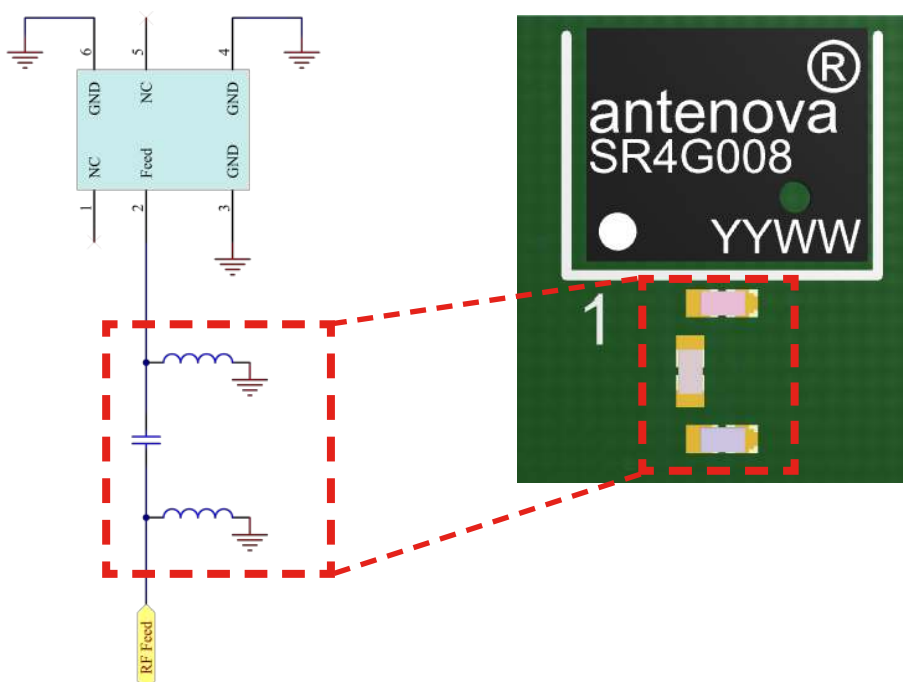 6
5
4
GND
NC
GND
NC
Feed
GND
1
2
3
RF Feed
®
antenova
SR4G008
YYWW
1